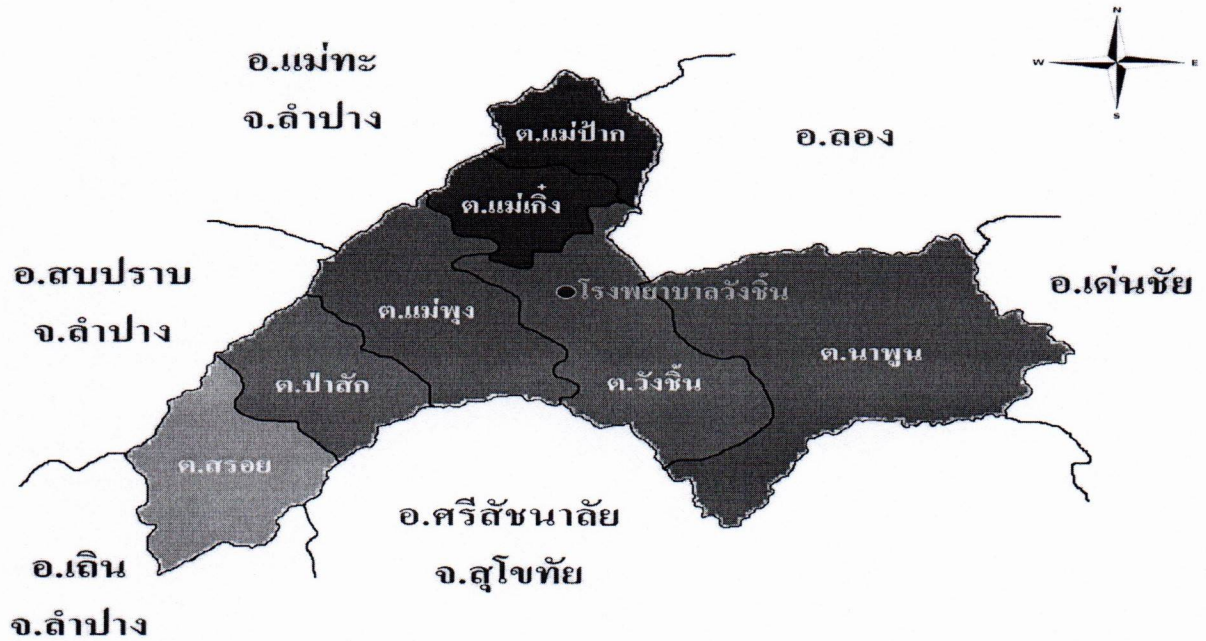 N
W
E
S
อ.แม่ทะ
จ.ลำปาง
อ.ลอง
ต.แม่ป้าก
ต.แม่เกิ๋ง
อ.สบปราบ
จ.ลำปาง
โรงพยาบาลวังชิ้น
อ.เด่นชัย
ต.แม่พุง
ต.นาพูน
ต.ป่าสัก
ต.วังชิ้น
ต.สรอย
อ.ศรีสัชนาลัย
จ.สุโขทัย
อ.เถิน
จ.ลำปาง